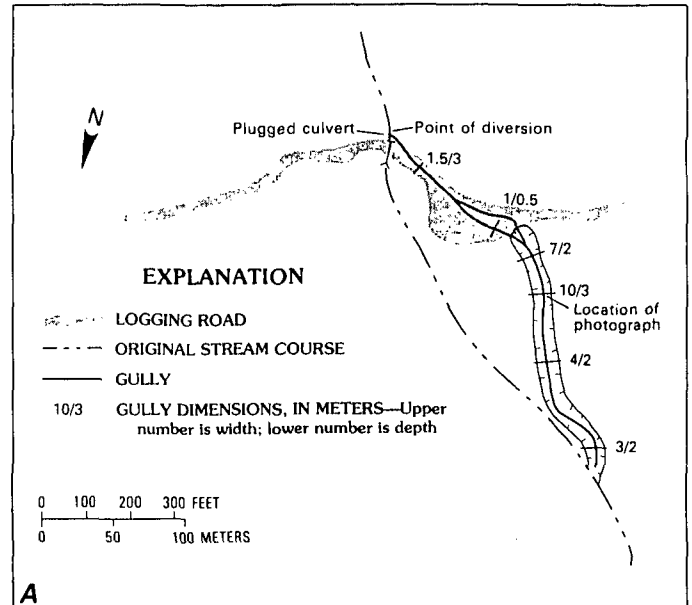 N
Plugged culvert
Point of diversion
1.5/3
1/0.5
7/2
10/3
Location of
photograph
4/2
3/2
EXPLANATION
LOGGING ROAD
ORIGINAL STREAM COURSE
GULLY
10/3 GULLY DIMENSIONS, IN METERS—Upper
number is width; lower number is depth
0 100 200 300 FEET
0 50 100 METERS
A